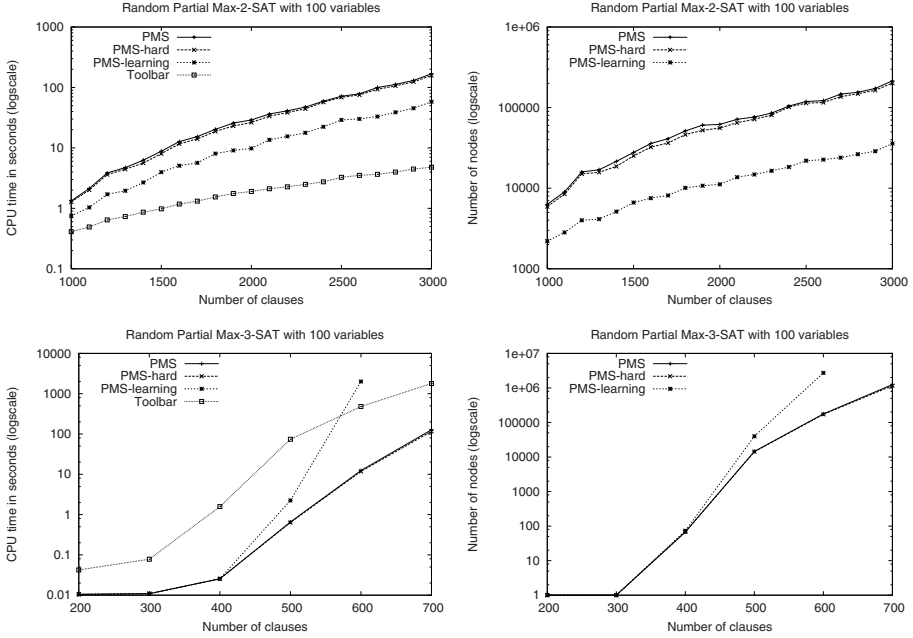 Random Partial Max-2-SAT with 100 variables
CPU time in seconds (logscale)
1000
100
10
1
0.1
PMS
PMS-hard
PMS-learning
Toolbar
1000 1500 2000 2500 3000
Number of clauses
Random Partial Max-2-SAT with 100 variables
Number of nodes (logscale)
1e+06
100000
10000
1000
PMS
PMS-hard
PMS-learning
1000 1500 2000 2500 3000
Number of clauses
Random Partial Max-3-SAT with 100 variables
CPU time in seconds (logscale)
10000
1000
100
10
1
0.1
0.01
PMS
PMS-hard
PMS-learning
Toolbar
200 300 400 500 600 700
Number of clauses
Random Partial Max-3-SAT with 100 variables
Number of nodes (logscale)
1e+07
1e+06
100000
10000
1000
100
10
1
PMS
PMS-hard
PMS-learning
200 300 400 500 600 700
Number of clauses